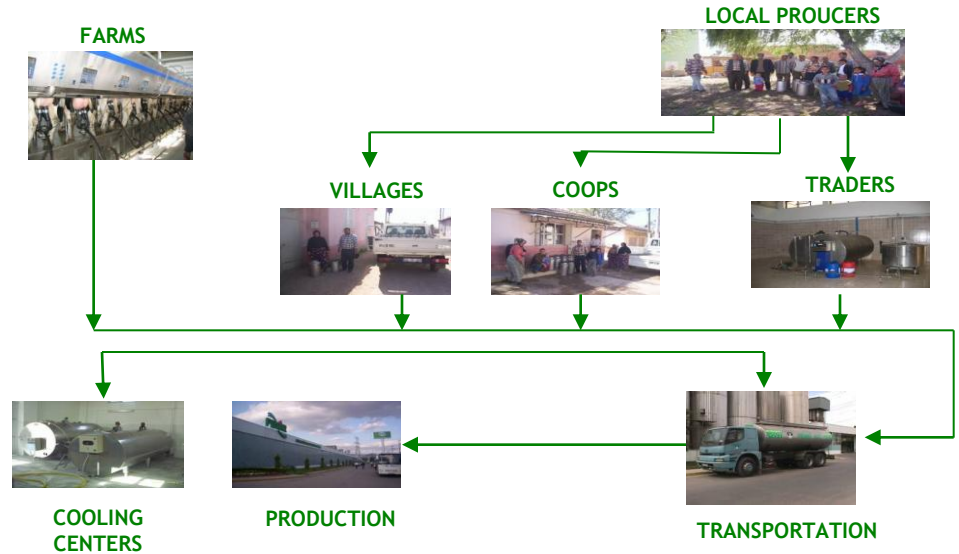 LOCAL PROUCERS
FARMS
VILLAGES
COOPS
TRADERS
COOLING
CENTERS
PRODUCTION
TRANSPORTATION